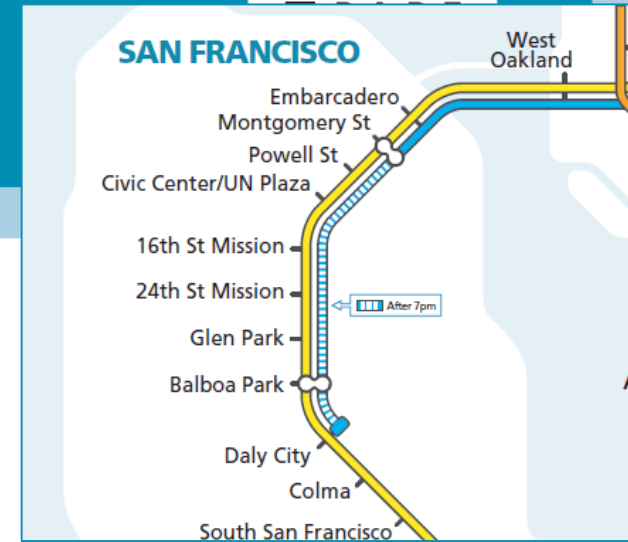 SAN FRANCISCO
West
Oakland
Embarcadero
Montgomery St
Powell St
Civic Center/UN Plaza
16th St Mission
24th St Mission
After 7pm
Glen Park
Balboa Park
Daly City
Colma
South San Francisco